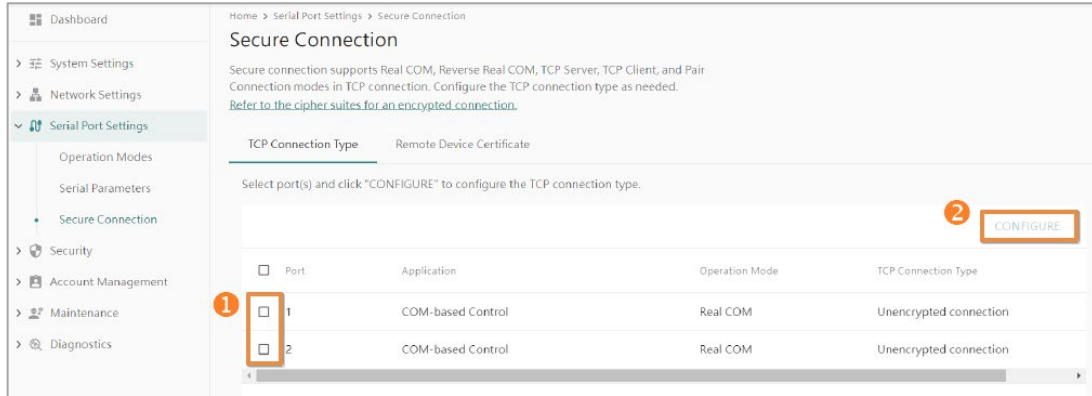 Dashboard
System Settings
Network Settings
Serial Port Settings
Operation Modes
Serial Parameters
Secure Connection
Security
Account Management
Maintenance
Diagnostics
Home > Serial Port Settings > Secure Connection
Secure Connection
Secure connection supports Real COM, Reverse Real COM, TCP Server, TCP Client, and Pair
Connection modes in TCP connection. Configure the TCP connection type as needed.
Refer to the cipher suites for an encrypted connection.
TCP Connection Type Remote Device Certificate
Select port(s) and click "CONFIGURE" to configure the TCP connection type.
2 CONFIGURE
Port Application Operation Mode TCP Connection Type
1
1 COM-based Control Real COM Unencrypted connection
2 COM-based Control Real COM Unencrypted connection